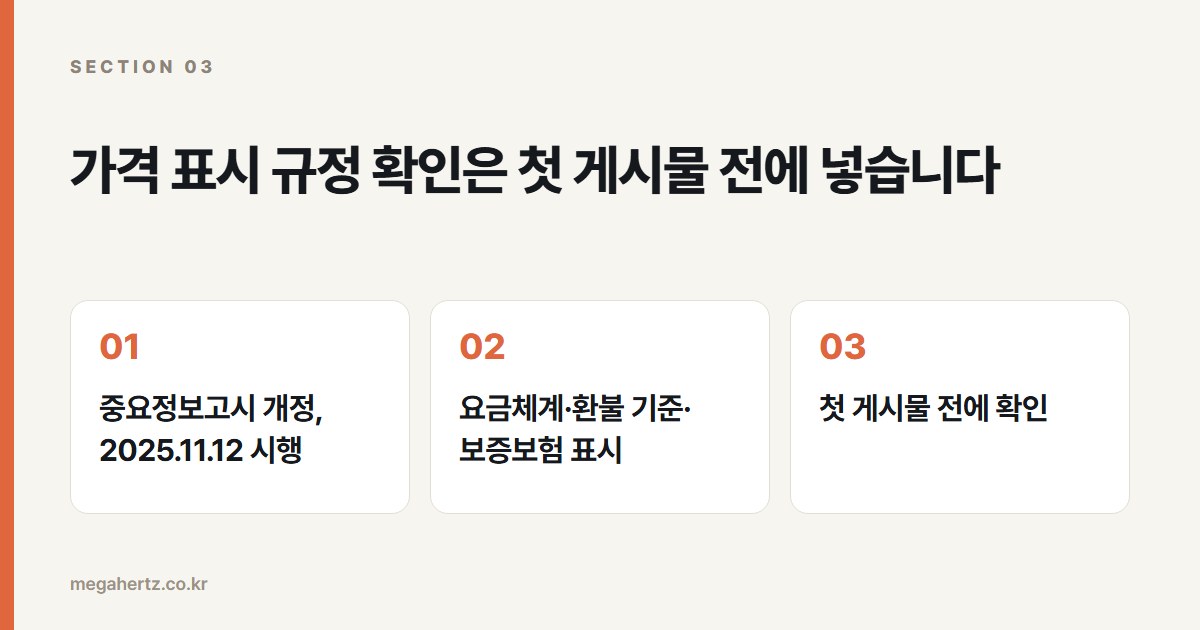 SECTION 03
가격 표시 규정 확인은 첫 게시물 전에 넣습니다
01
중요정보고시 개정,
2025.11.12 시행
02
요금체계·환불 기준·
보증보험 표시
03
첫 게시물 전에 확인
megahertz.co.kr